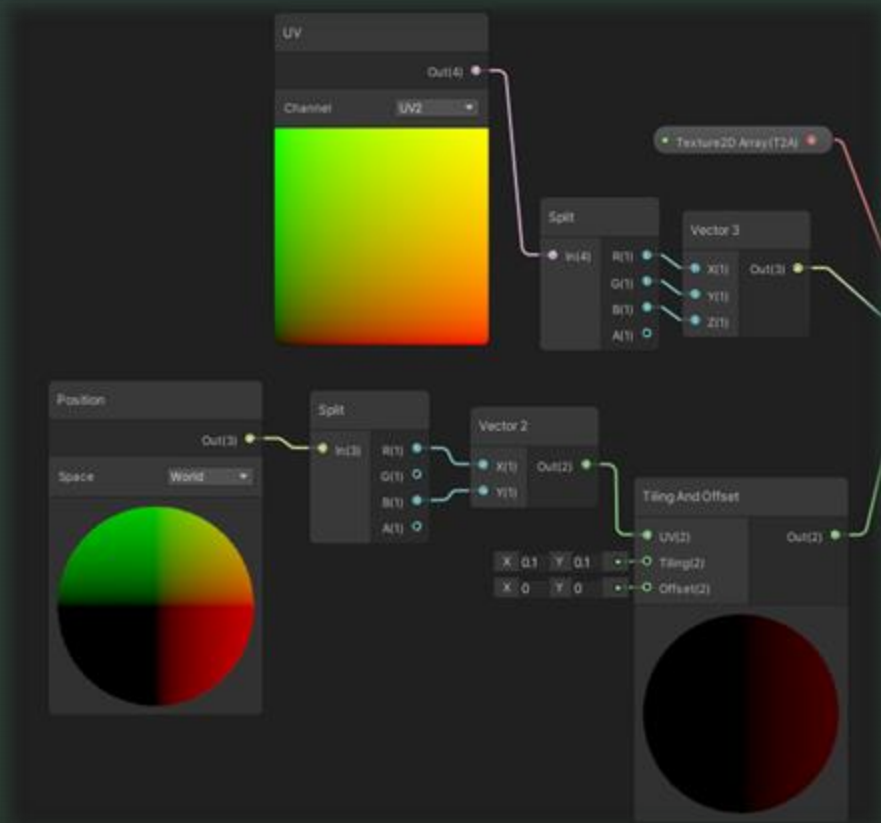 UV
Out(4)
Channel UV2
Texture2D Array(T2A)
Split
In(4)
R(1)
G(1)
B(1)
A(1)
Vector 3
X(1)
Y(1)
Z(1)
Out(3)
Position
Out(3)
Space World
Split
In(3)
R(1)
G(1)
B(1)
A(1)
Vector 2
X(1)
Y(1)
Out(2)
Tiling And Offset
UV(2)
Out(2)
X 0.1 Y 0.1
Tiling(2)
X 0 Y 0
Offset(2)